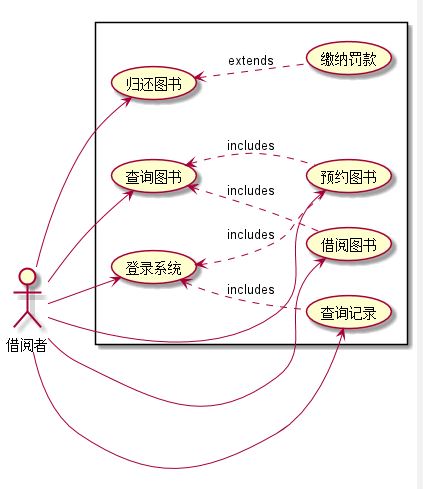 extends
缴纳罚款
归还图书
includes
查询图书
预约图书
includes
includes
借阅图书
登录系统
includes
查询记录
借阅者